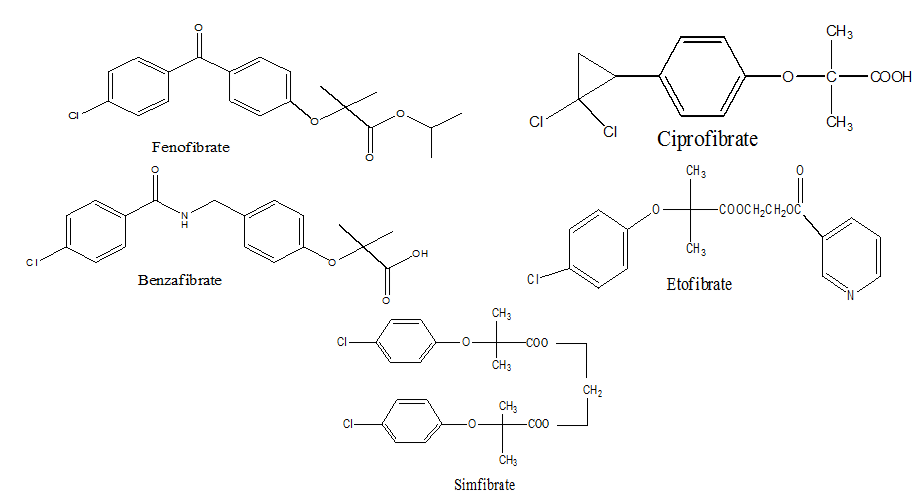 O
Cl
O
O
O
Fenofibrate
CH3
O
C
COOH
CH3
Cl
Cl
Ciprofibrate
O
N
H
Cl
O
OH
O
Benzafibrate
CH3
O
O
COOCH2CH2OC
CH3
Cl
N
Etofibrate
CH3
Cl
O
COO
CH3
CH2
CH3
Cl
O
COO
CH3
Simfibrate